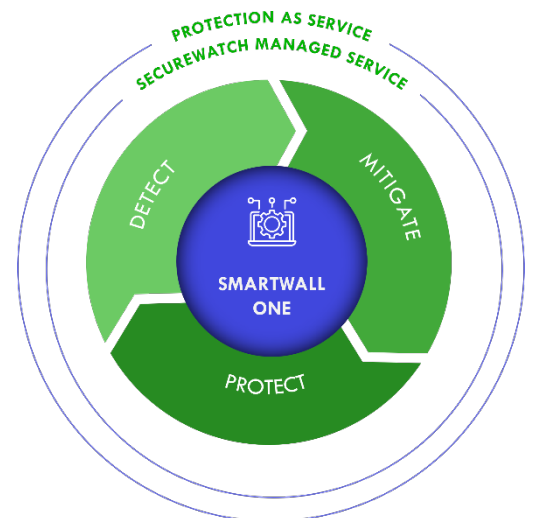 PROTECTION AS SERVICE
SECUREWATCH MANAGED SERVICE
DETECT
MITIGATE
SMARTWALL
ONE
PROTECT